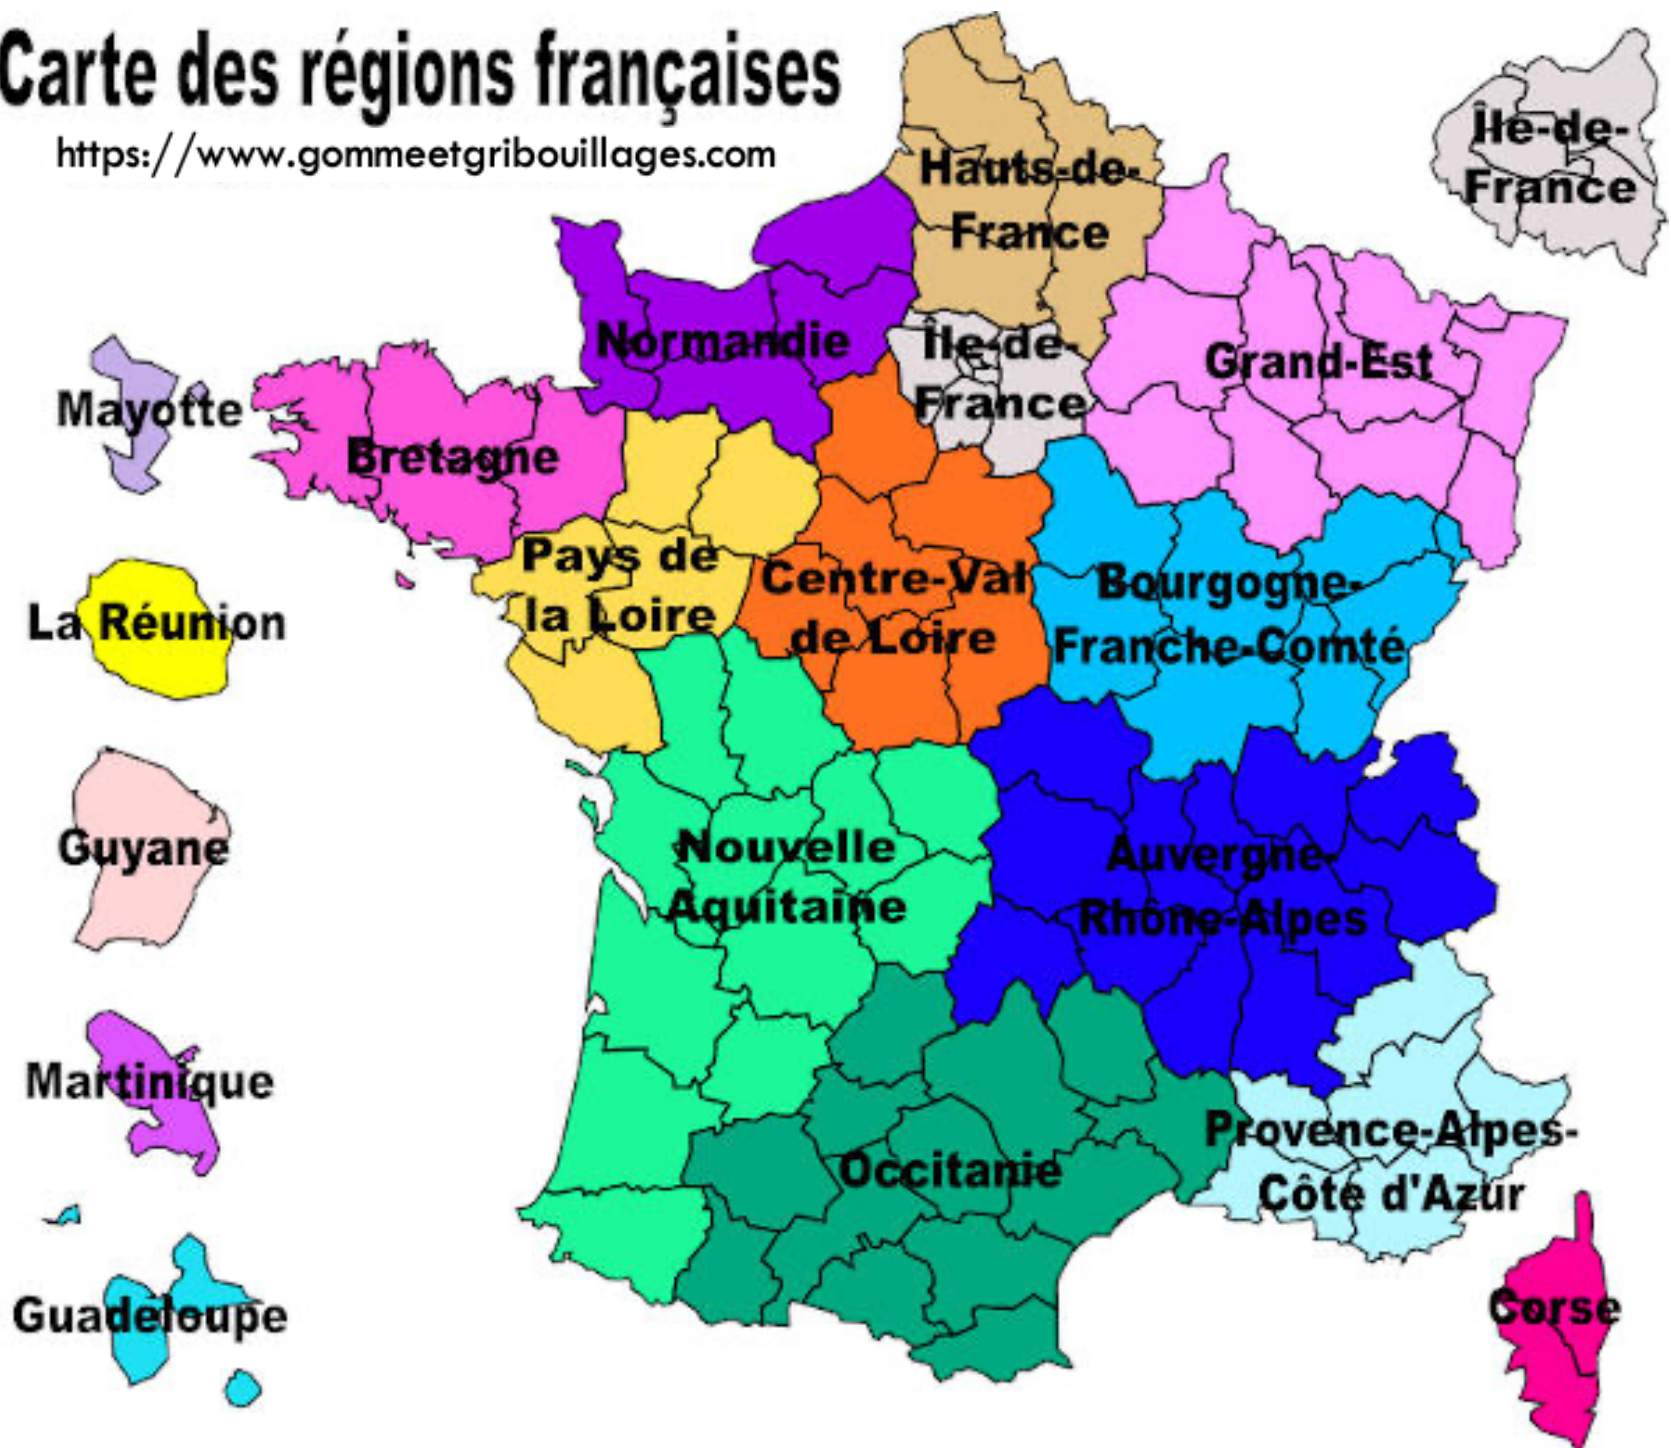 Carte des régions françaises
https://www.gommeetgribouillages.com
Île-de-
France
Hauts-de-
France
Normandie
Île-de-
France
Grand-Est
Mayotte
Bretagne
Pays de
la Loire
Centre-Val
de Loire
Bourgogne-
Franche-Comté
La Réunion
Guyane
Nouvelle
Aquitaine
Auvergne-
Rhône-Alpes
Martinique
Occitanie
Provence-Alpes-
Côte d'Azur
Guadeloupe
Corse